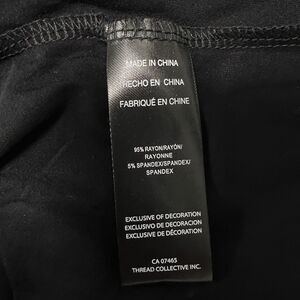 MADE IN CHINA
HECHO EN CHINA
FABRIQUÉ EN CHINE
95% RAYON/RAYÓN/
RAYONNE
5% SPANDEX/SPANDEX/
SPANDEX
EXCLUSIVE OF DECORATION
EXCLUSIVO DE DECORACION
EXCLUSIVE DE DÉCORATION
CA 07465
THREAD COLLECTIVE INC.